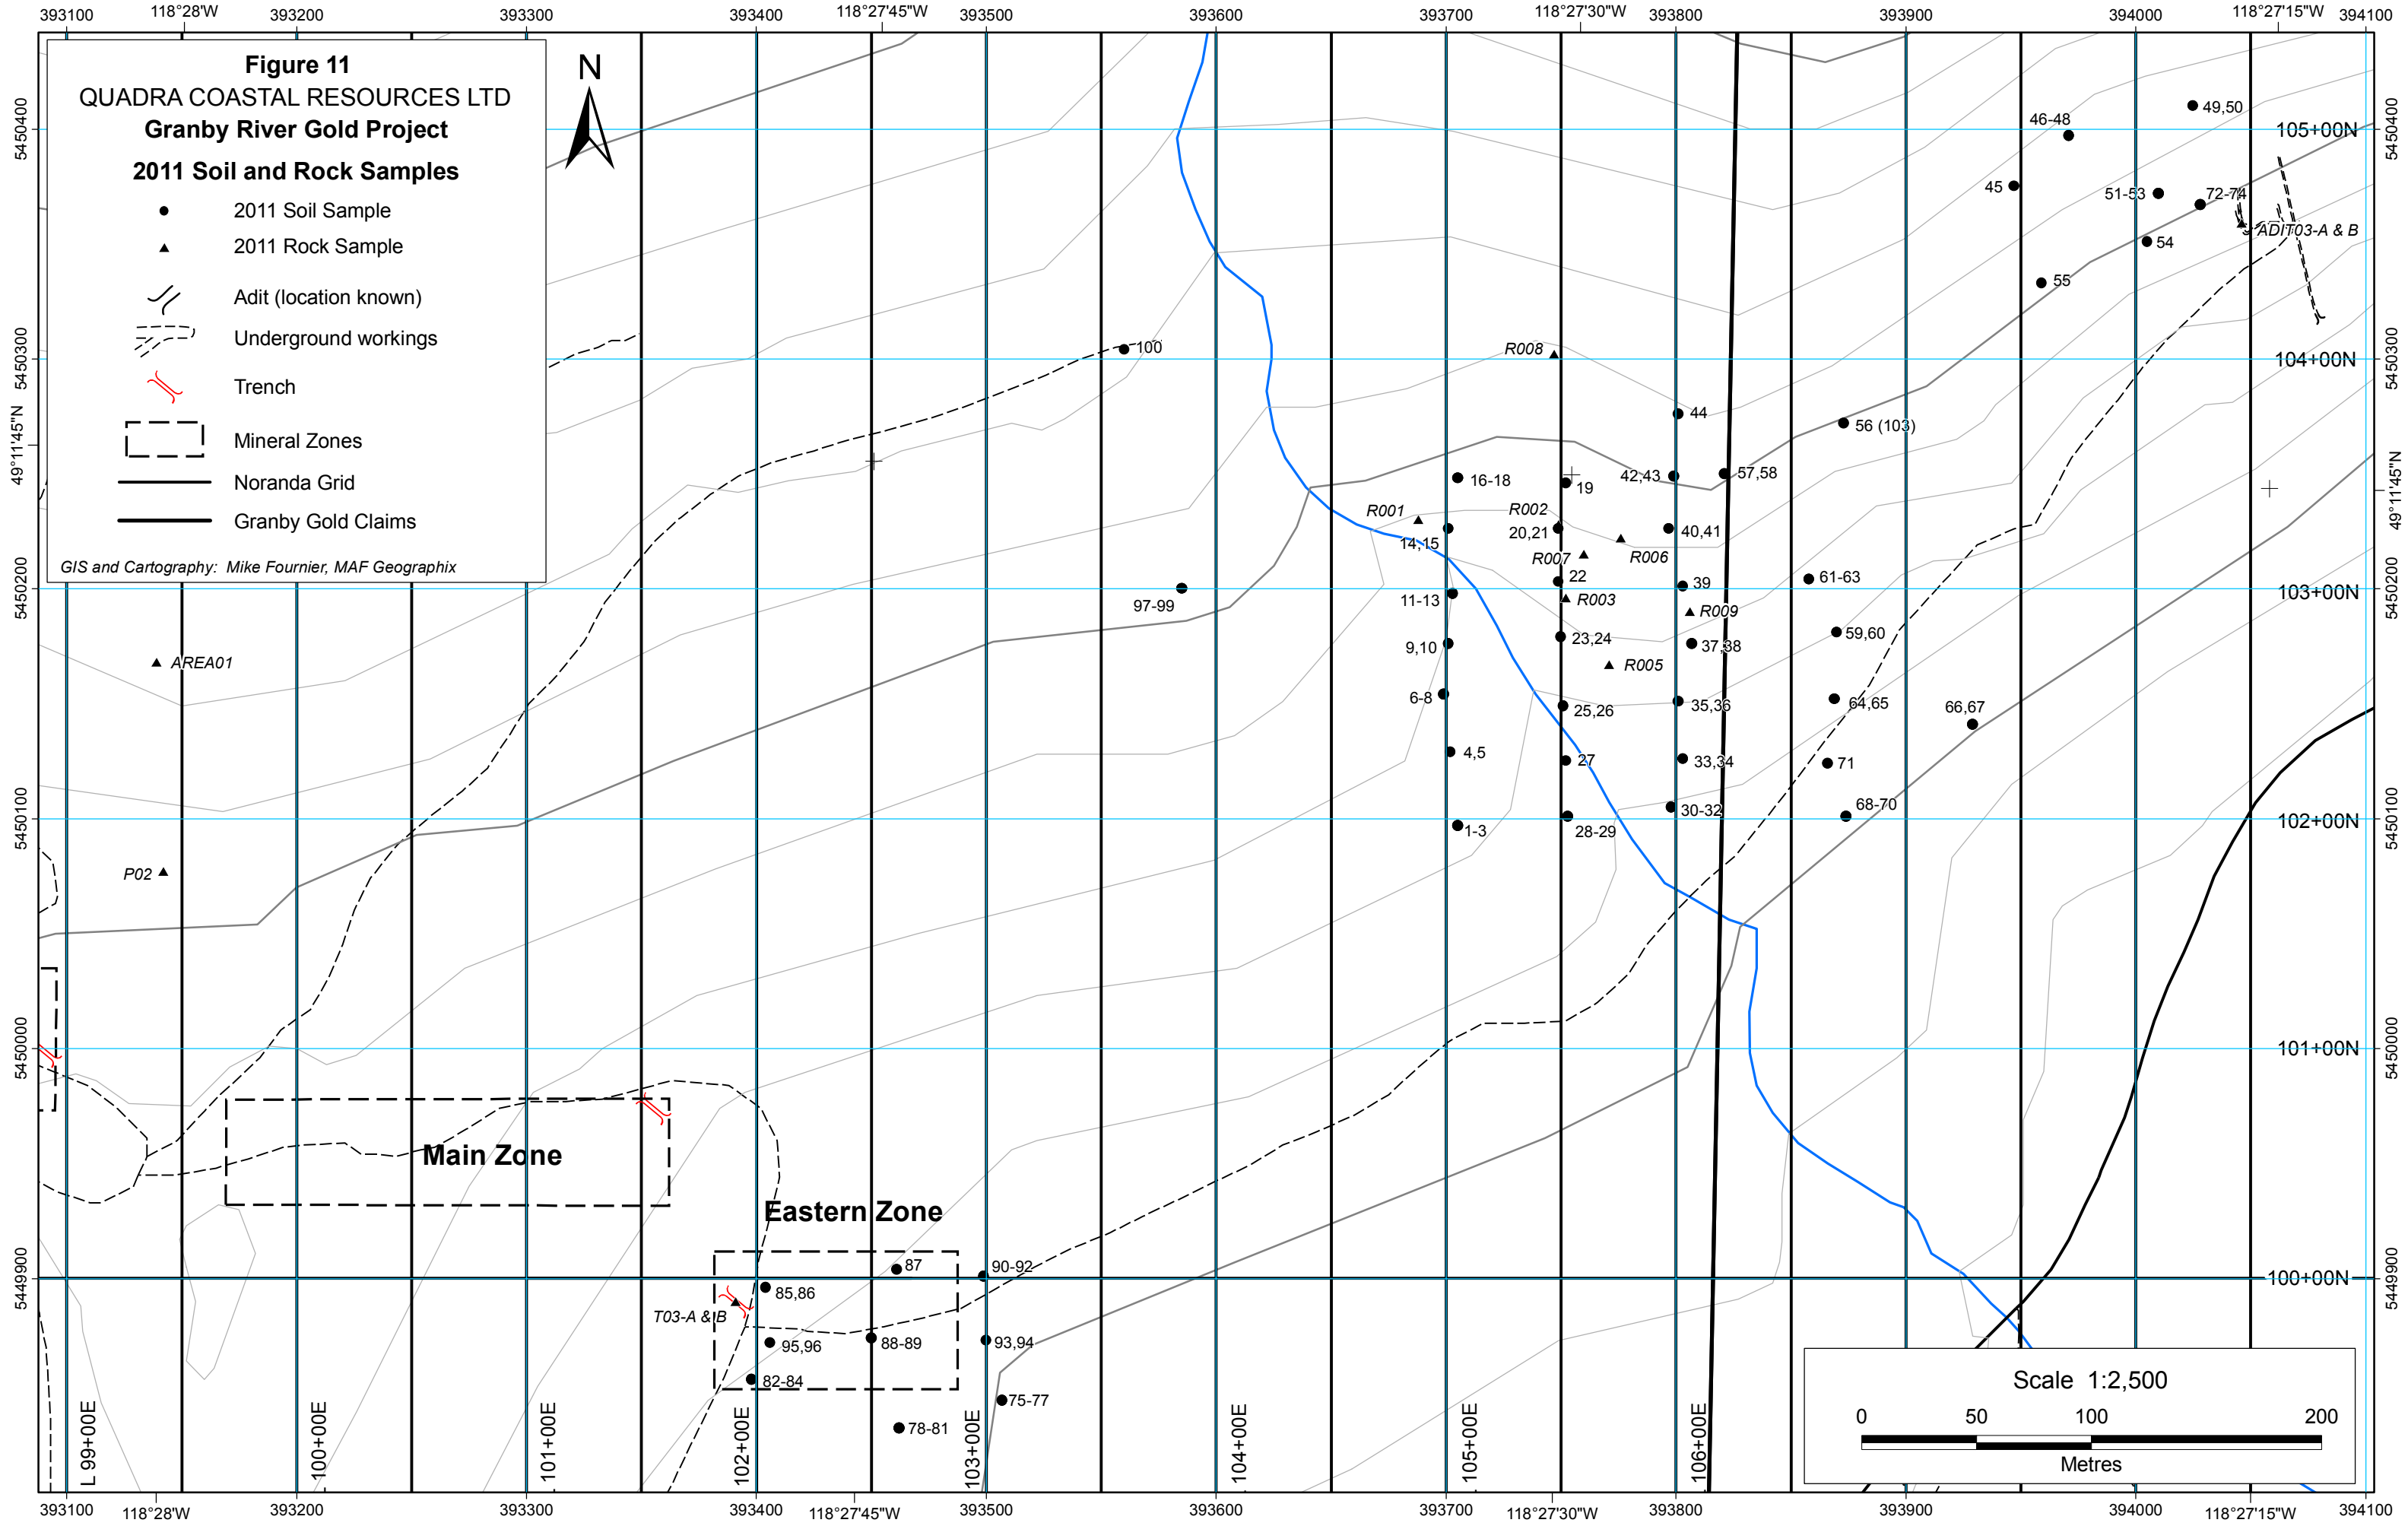 393100 118°28'W 393200 393300 393400 118°27'45"W 393500 393600 393700 118°27'30"W 393800 393900 394000 118°27'15"W 394100
Figure 11
QUADRA COASTAL RESOURCES LTD
Granby River Gold Project
2011 Soil and Rock Samples
2011 Soil Sample
2011 Rock Sample
Adit (location known)
Underground workings
Trench
Mineral Zones
Noranda Grid
Granby Gold Claims
GIS and Cartography: Mike Fournier, MAF Geographix
N
5450400
5450300
49°11'45"N
5450200
5450100
5450000
5449900
49,50
46-48
105+00N
45
51-53
72-74
ADIT03-A & B
54
55
100
R008
104+00N
44
56 (103)
16-18
19
42,43
57,58
R001
R002
14,15
20,21
40,41
R007
R006
22
39
61-63
97-99
11-13
R003
R009
103+00N
9,10
23,24
37,38
59,60
AREA01
R005
6-8
25,26
35,36
64,65
66,67
4,5
27
33,34
71
1-3
28-29
30-32
68-70
102+00N
P02
101+00N
Main Zone
Eastern Zone
87
90-92
100+00N
85,86
T03-A & B
95,96
88-89
93,94
82-84
75-77
78-81
L 99+00E
100+00E
101+00E
102+00E
103+00E
104+00E
105+00E
106+00E
Scale 1:2,500
0 50 100 200
Metres
5450400
5450300
49°11'45"N
5450200
5450100
5450000
5449900
393100 118°28'W 393200 393300 393400 118°27'45"W 393500 393600 393700 118°27'30"W 393800 393900 394000 118°27'15"W 394100